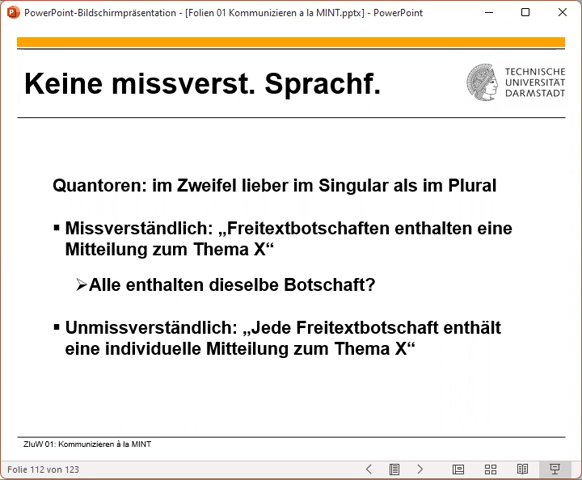 PowerPoint-Bildschirmpräsentation - [Folien 01 Kommunizieren a la MINT.pptx] - PowerPoint
Keine missverst. Sprachf.
TECHNISCHE
UNIVERSITÄT
DARMSTADT
Quantoren: im Zweifel lieber im Singular als im Plural
▪ Missverständlich: „Freitextbotschaften enthalten eine
Mitteilung zum Thema X“
➢Alle enthalten dieselbe Botschaft?
▪ Unmissverständlich: „Jede Freitextbotschaft enthält
eine individuelle Mitteilung zum Thema X“
ZIuW 01: Kommunizieren à la MINT
Folie 112 von 123